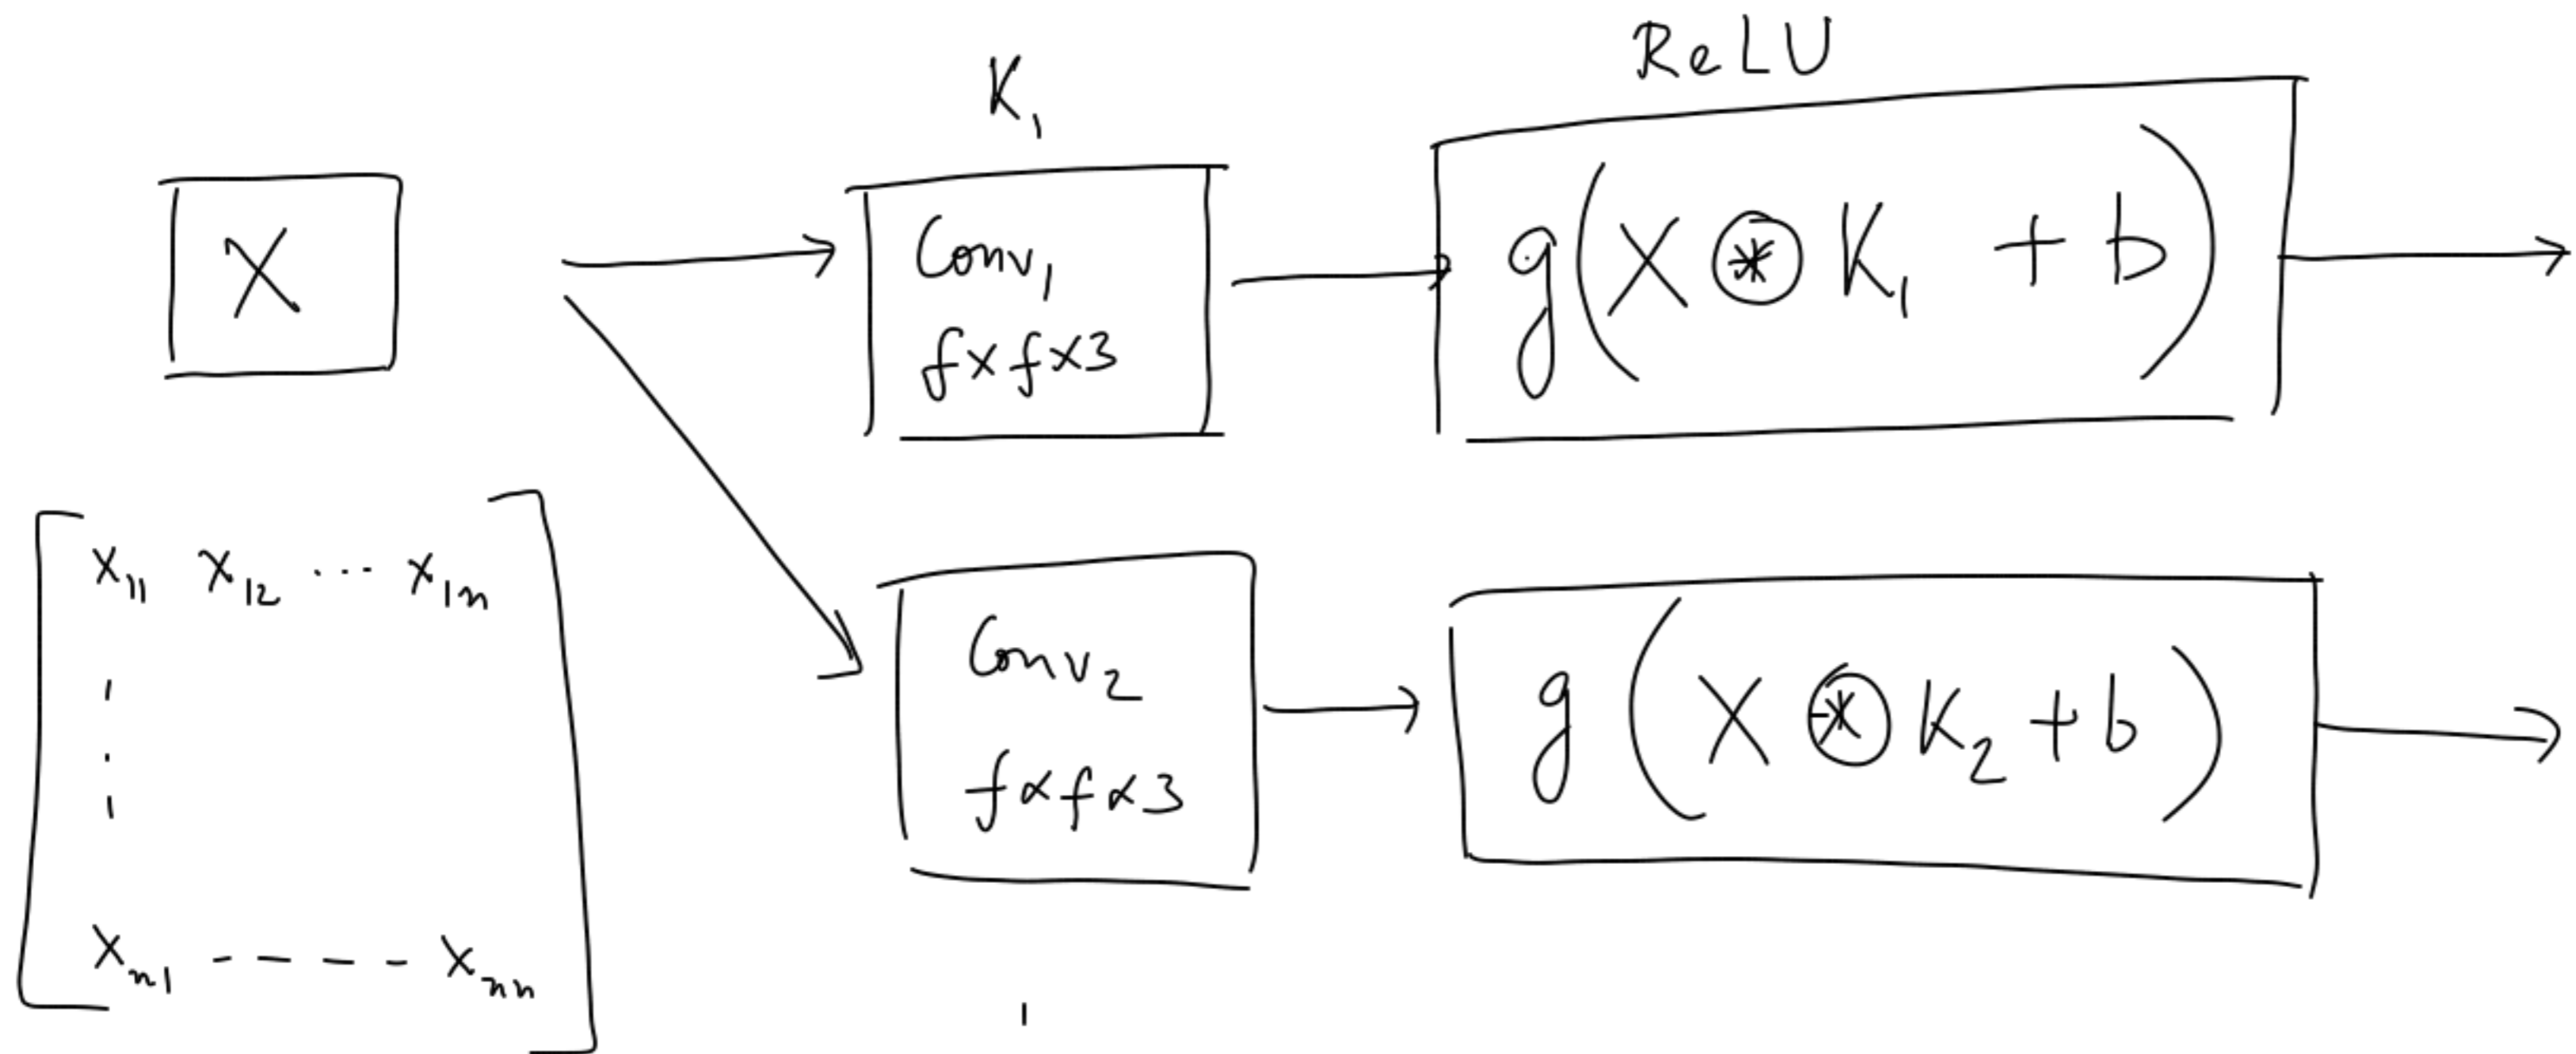 ReLU
K₁
X
Conv₁
f×f×3
g(X ⊛ K₁ + b)
x₁₁ x₁₂ ... x₁ₙ
Conv₂
f×f×3
g(X ⊛ K₂ + b)
xₙ₁ - - - - - xₙₙ